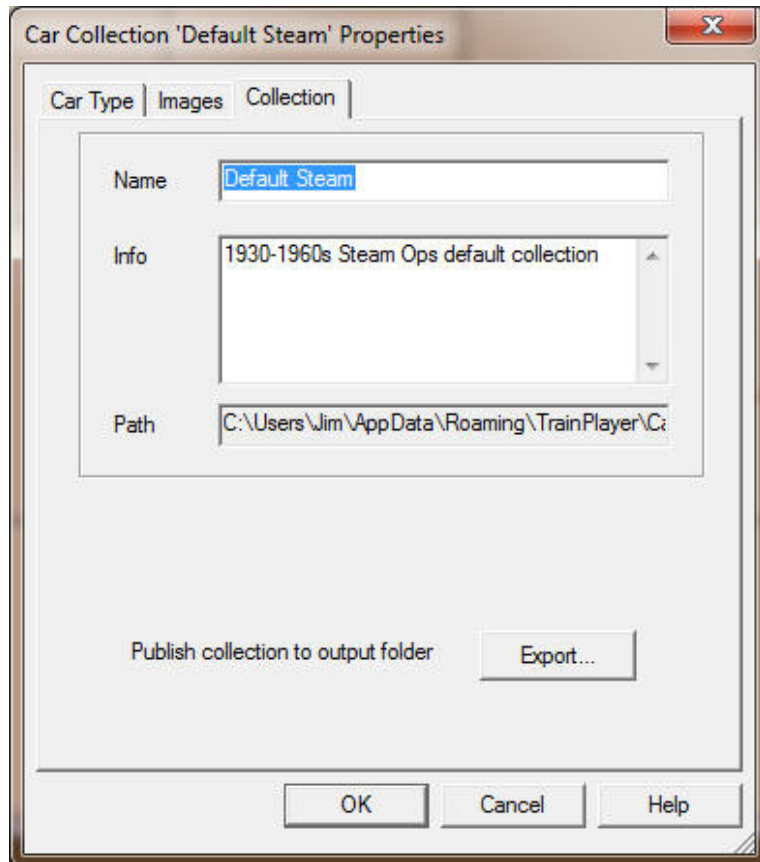 Car Collection 'Default Steam' Properties
Car Type Images Collection
Name Default Steam
Info 1930-1960s Steam Ops default collection
Path C:\Users\Jim\AppData\Roaming\TrainPlayer\Ca
Publish collection to output folder Export...
OK Cancel Help